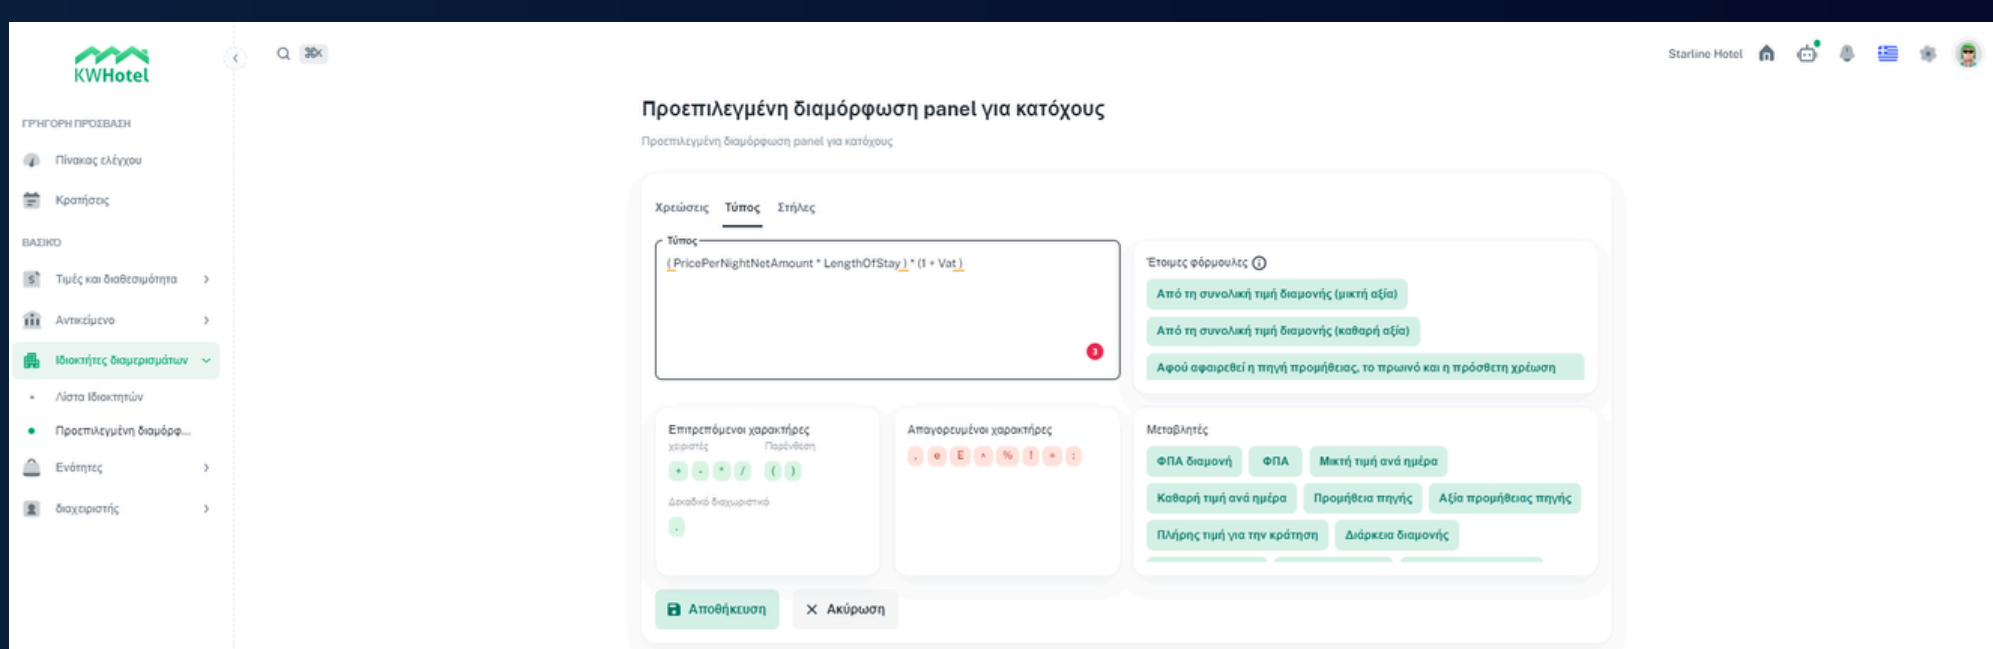 KWHotel
⌘K
Starline Hotel
ΓΡΉΓΟΡΗ ΠΡΌΣΒΑΣΗ
Πίνακας ελέγχου
Κρατήσεις
ΒΑΣΙΚΌ
Τιμές και διαθεσιμότητα
Αντικείμενο
Ιδιοκτήτες διαμερισμάτων
Λίστα Ιδιοκτητών
Προεπιλεγμένη διαμόρφ...
Ενότητες
διαχειριστής
Προεπιλεγμένη διαμόρφωση panel για κατόχους
Προεπιλεγμένη διαμόρφωση panel για κατόχους
Χρεώσεις Τύπος Στήλες
Τύπος
( PricePerNightNetAmount * LengthOfStay ) * (1 + Vat )
3
Έτοιμες φόρμουλες
Από τη συνολική τιμή διαμονής (μικτή αξία)
Από τη συνολική τιμή διαμονής (καθαρή αξία)
Αφού αφαιρεθεί η πηγή προμήθειας, το πρωινό και η πρόσθετη χρέωση
Επιτρεπόμενοι χαρακτήρες
χειριστές Παρένθεση
+ - * / ( )
Δεκαδικό διαχωριστικό
.
Απαγορευμένοι χαρακτήρες
, e E ^ % ! = :
Μεταβλητές
ΦΠΑ διαμονή ΦΠΑ Μικτή τιμή ανά ημέρα
Καθαρή τιμή ανά ημέρα Προμήθεια πηγής Αξία προμήθειας πηγής
Πλήρης τιμή για την κράτηση Διάρκεια διαμονής
Αποθήκευση Ακύρωση